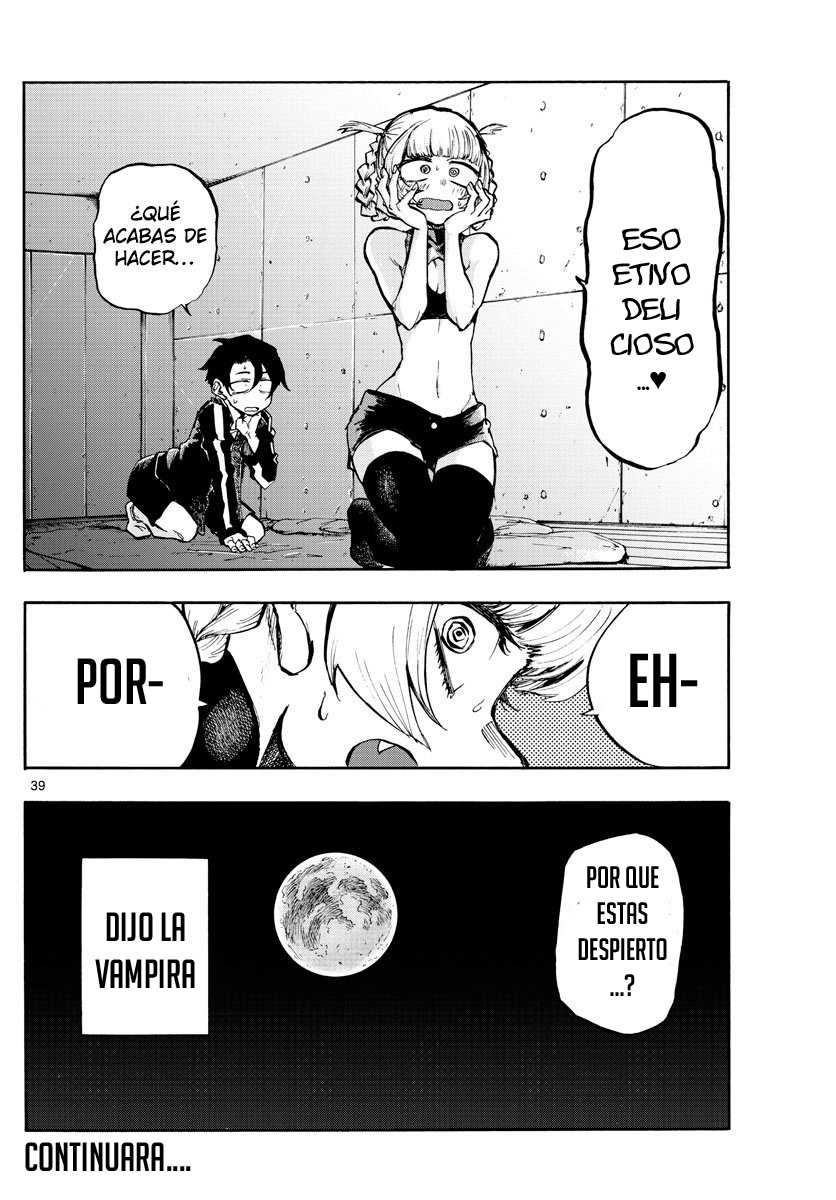 ESO
ETIVO
DELI
CIOSO
...♥
¿QUÉ
ACABAS DE
HACER...
EH-
POR-
39
POR QUE
ESTAS
DESPIERTO
...?
DIJO LA
VAMPIRA
CONTINUARA....